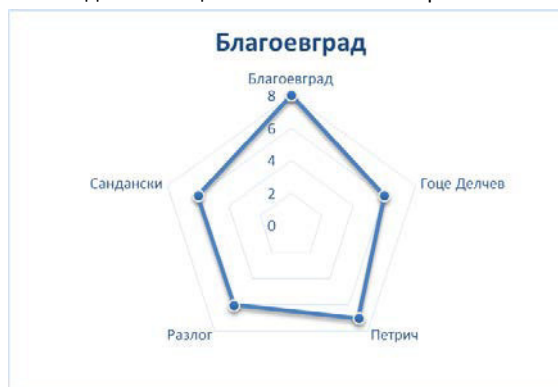 Благоевград
Благоевград
8
6
4
2
0
Гоце Делчев
Петрич
Разлог
Сандански